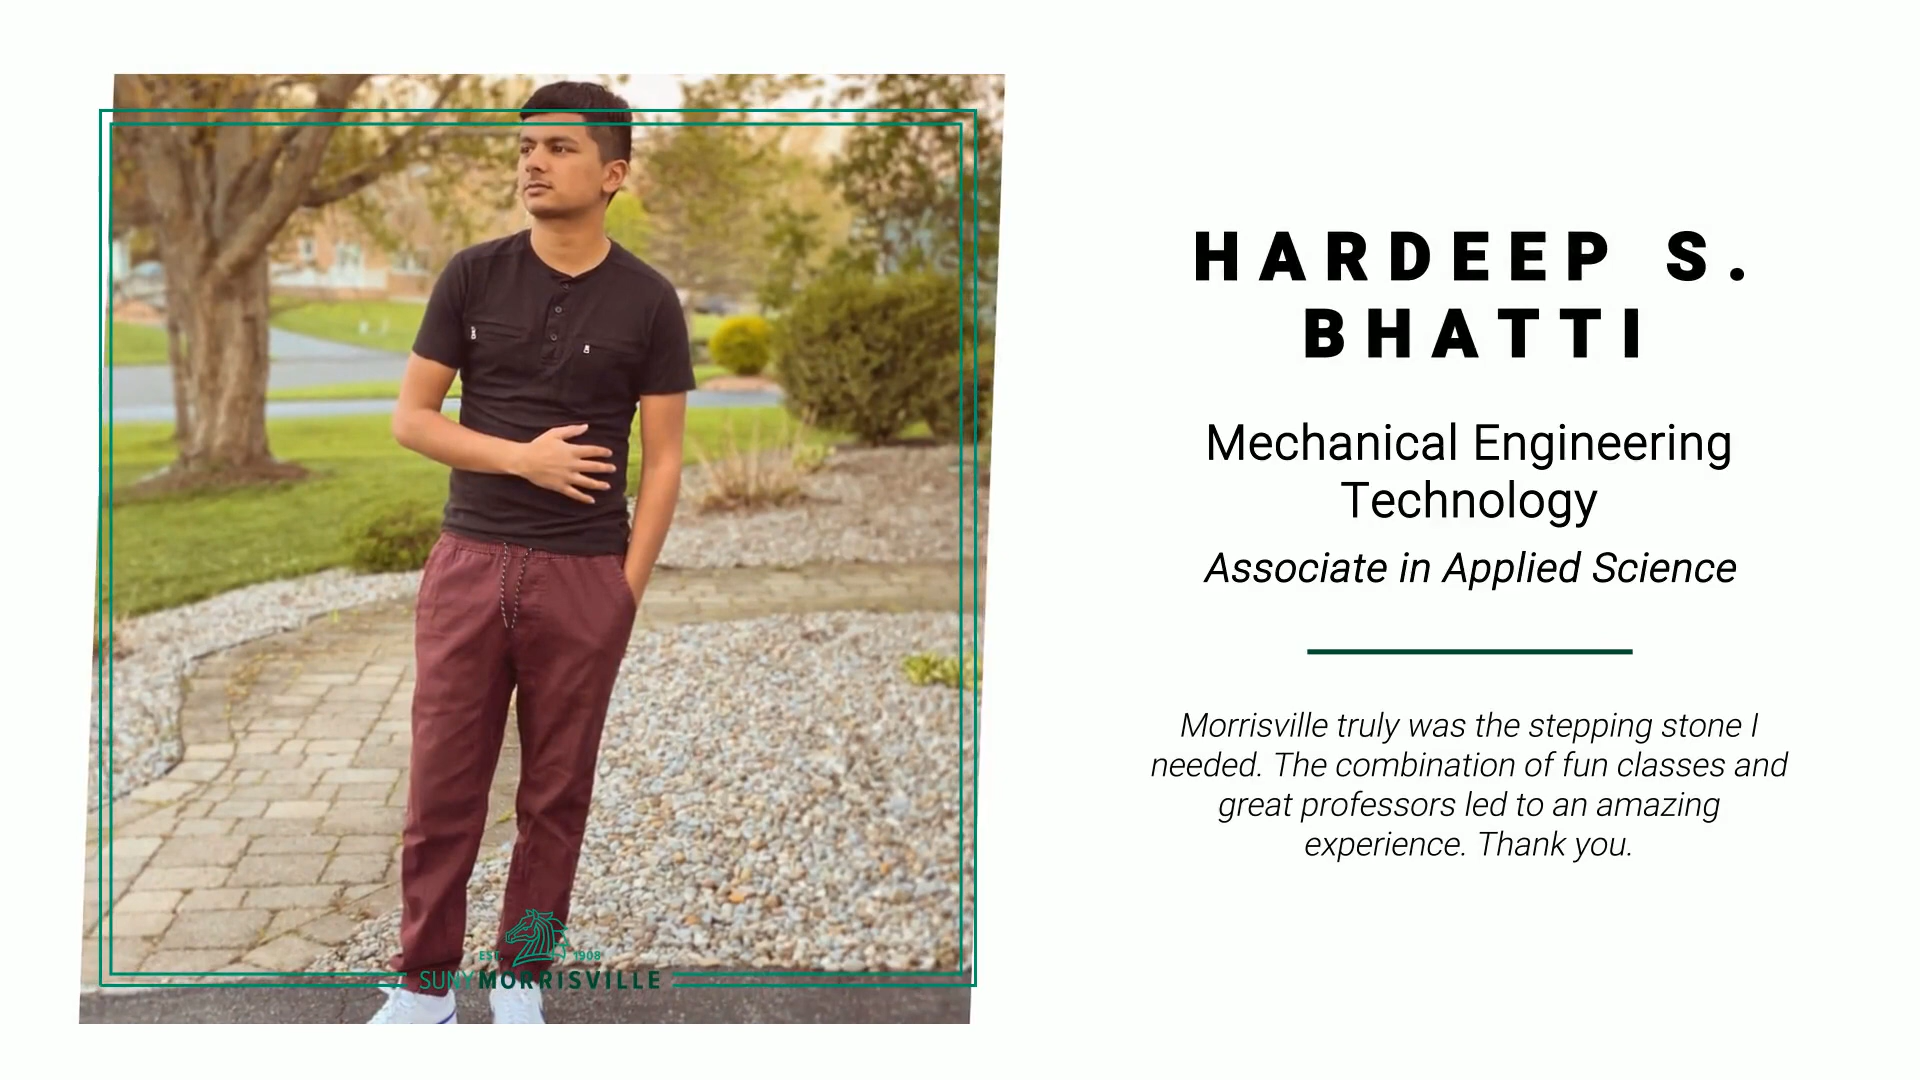 HARDEEP S.
BHATTI
Mechanical Engineering
Technology
Associate in Applied Science
Morrisville truly was the stepping stone I
needed. The combination of fun classes and
great professors led to an amazing
experience. Thank you.
EST. 1908
SUNY MORRISVILLE